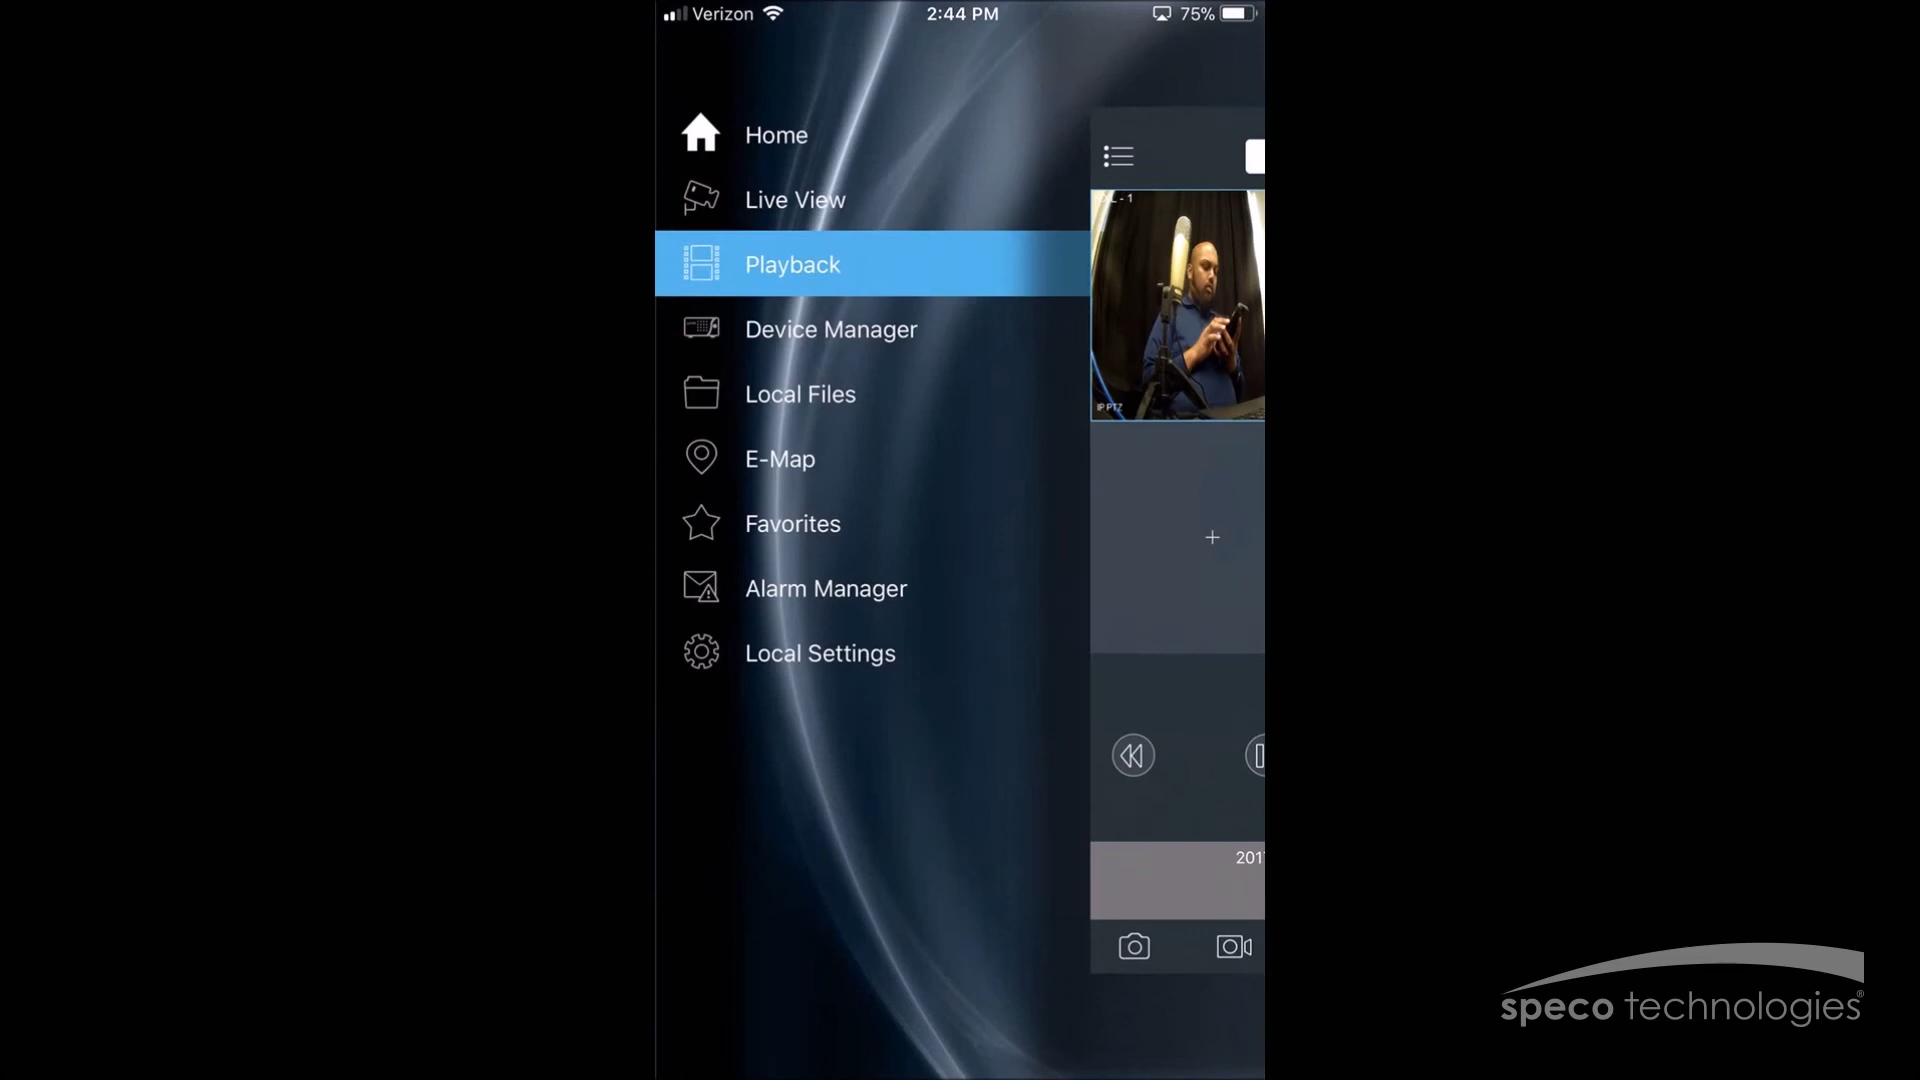 Verizon 2:44 PM 75%
Home
Live View
Playback
Device Manager
Local Files
E-Map
Favorites
Alarm Manager
Local Settings
L - 1
IP PTZ
+
201
speco technologies®